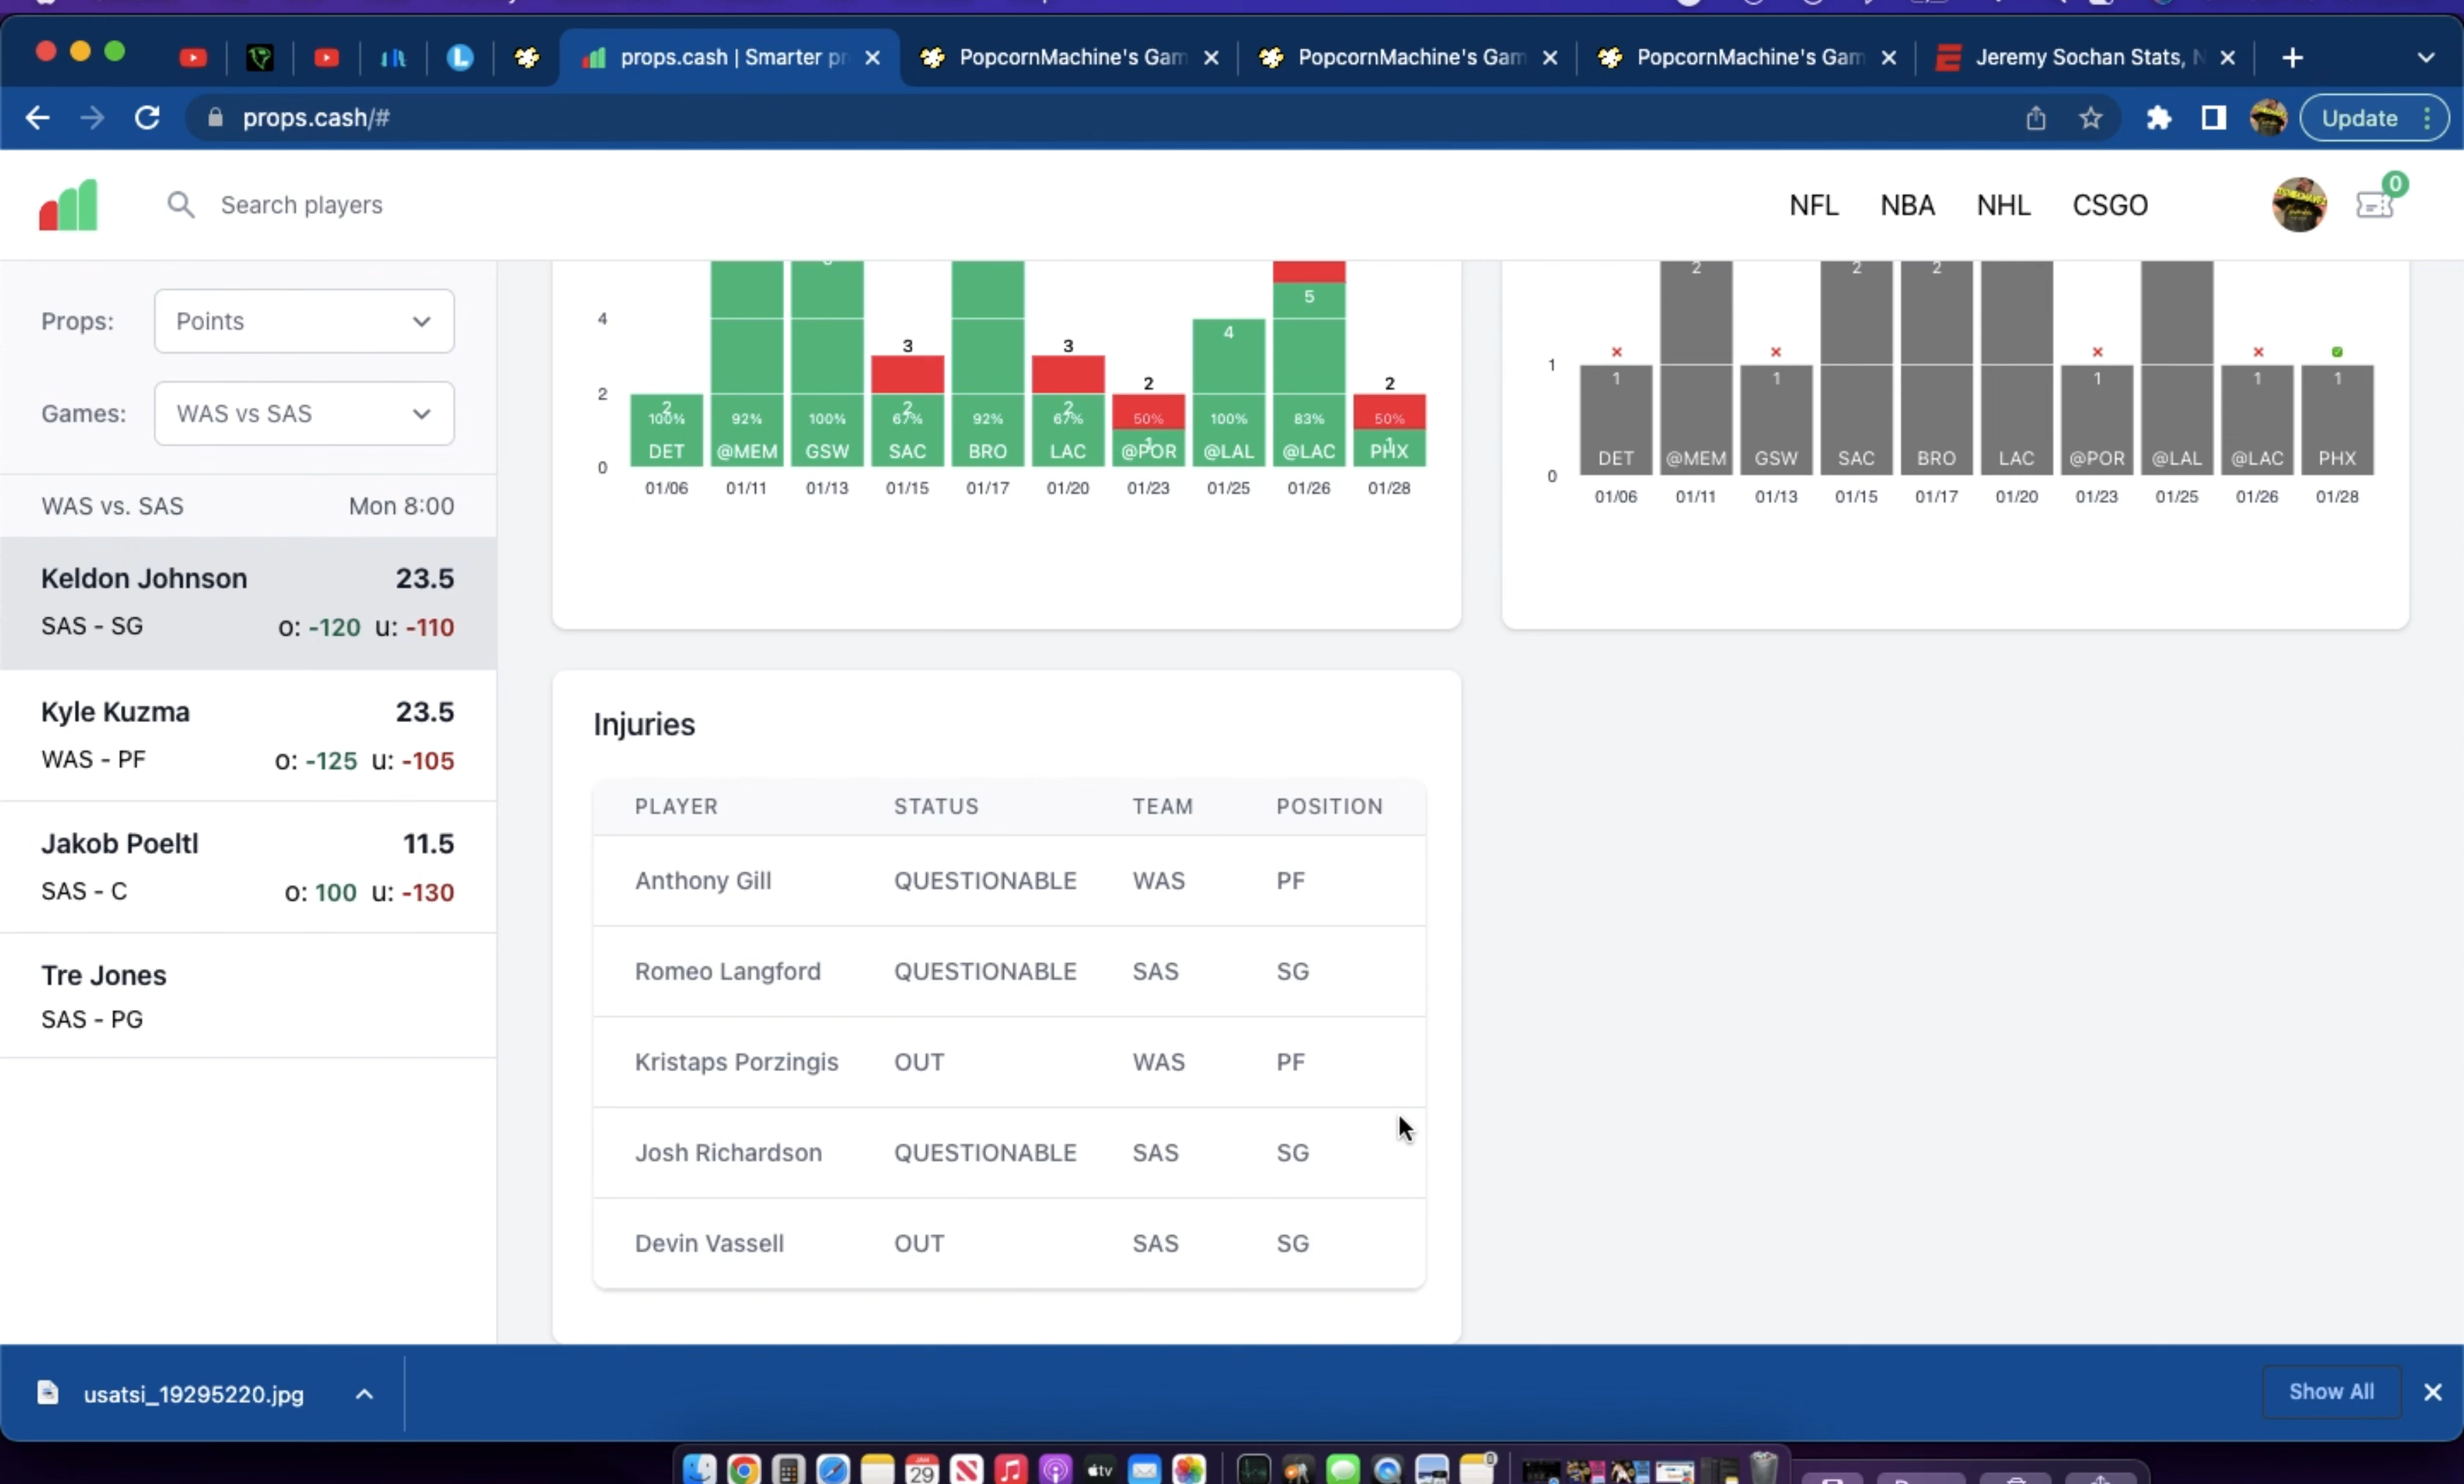 props.cash | Smarter pr
PopcornMachine's Gam
PopcornMachine's Gam
PopcornMachine's Gam
Jeremy Sochan Stats, N
props.cash/#
Update
Search players
NFL NBA NHL CSGO
0
Props: Points
Games: WAS vs SAS
WAS vs. SAS Mon 8:00
Keldon Johnson 23.5
SAS - SG o: -120 u: -110
Kyle Kuzma 23.5
WAS - PF o: -125 u: -105
Jakob Poeltl 11.5
SAS - C o: 100 u: -130
Tre Jones
SAS - PG
5
4 4
3 3
2 2
2 2 2 2
100% 92% 100% 67% 92% 67% 50% 100% 83% 50%
1 1
DET @MEM GSW SAC BRO LAC @POR @LAL @LAC PHX
0
01/06 01/11 01/13 01/15 01/17 01/20 01/23 01/25 01/26 01/28
2 2 2
1
1 1 1 1 1
DET @MEM GSW SAC BRO LAC @POR @LAL @LAC PHX
0
01/06 01/11 01/13 01/15 01/17 01/20 01/23 01/25 01/26 01/28
Injuries
PLAYER STATUS TEAM POSITION
Anthony Gill QUESTIONABLE WAS PF
Romeo Langford QUESTIONABLE SAS SG
Kristaps Porzingis OUT WAS PF
Josh Richardson QUESTIONABLE SAS SG
Devin Vassell OUT SAS SG
usatsi_19295220.jpg
Show All
JAN
29
tv